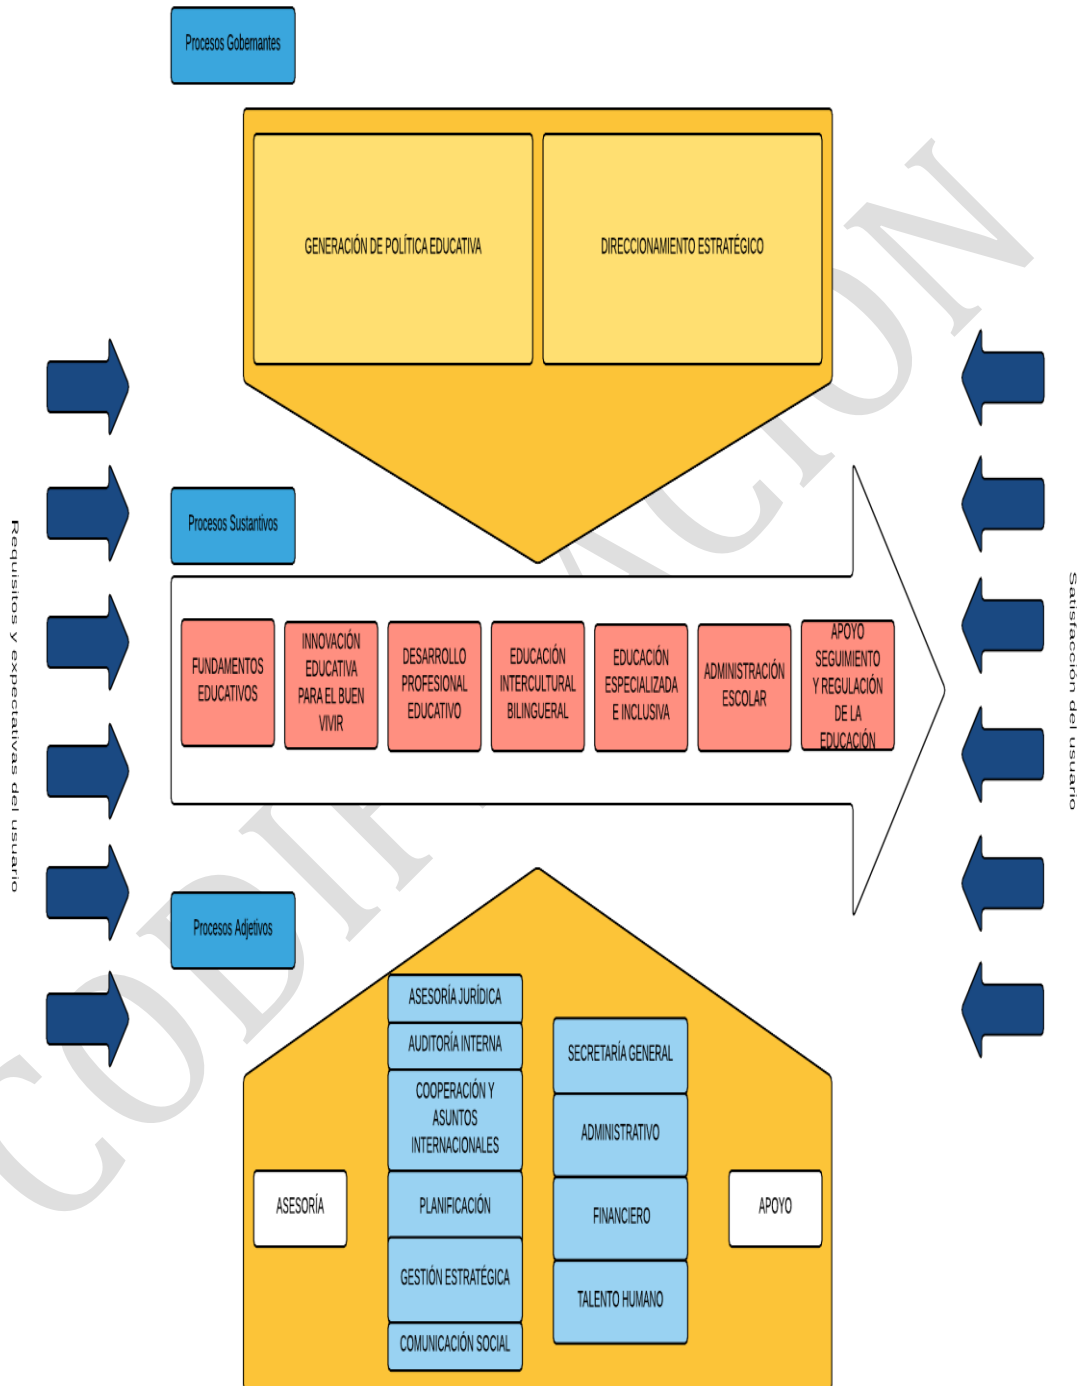 Procesos Gobernantes
GENERACIÓN DE POLÍTICA EDUCATIVA
DIRECCIONAMIENTO ESTRATÉGICO
Procesos Sustantivos
FUNDAMENTOS
EDUCATIVOS
INNOVACIÓN
EDUCATIVA
PARA EL BUEN
VIVIR
DESARROLLO
PROFESIONAL
EDUCATIVO
EDUCACIÓN
INTERCULTURAL
BILINGUERAL
EDUCACIÓN
ESPECIALIZADA
E INCLUSIVA
ADMINISTRACIÓN
ESCOLAR
APOYO
SEGUIMIENTO
Y REGULACIÓN
DE LA
EDUCACIÓN
Requisitos y expectativas del usuario
Satisfacción del usuario
Procesos Adjetivos
ASESORÍA
ASESORÍA JURÍDICA
AUDITORÍA INTERNA
COOPERACIÓN Y
ASUNTOS
INTERNACIONALES
PLANIFICACIÓN
GESTIÓN ESTRATÉGICA
COMUNICACIÓN SOCIAL
SECRETARÍA GENERAL
ADMINISTRATIVO
FINANCIERO
TALENTO HUMANO
APOYO